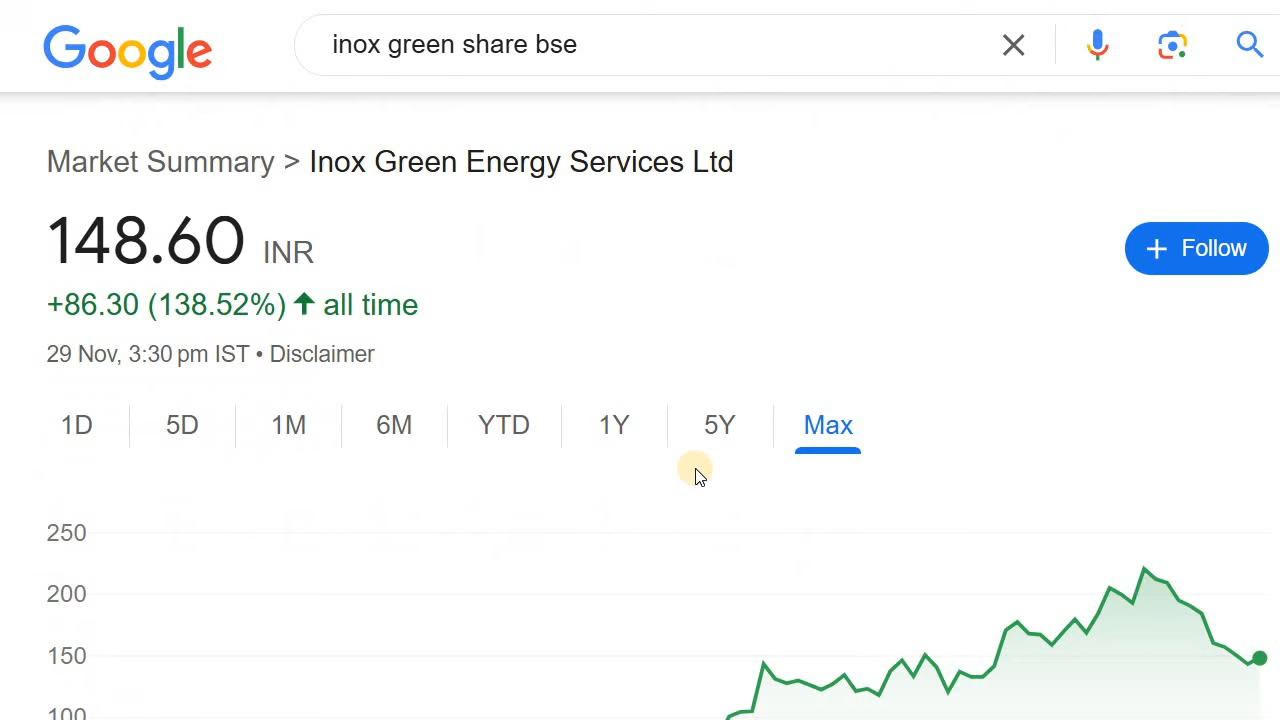 Google
inox green share bse
Market Summary > Inox Green Energy Services Ltd
148.60 INR
+ Follow
+86.30 (138.52%) ↑ all time
29 Nov, 3:30 pm IST • Disclaimer
1D 5D 1M 6M YTD 1Y 5Y Max
250
200
150
100